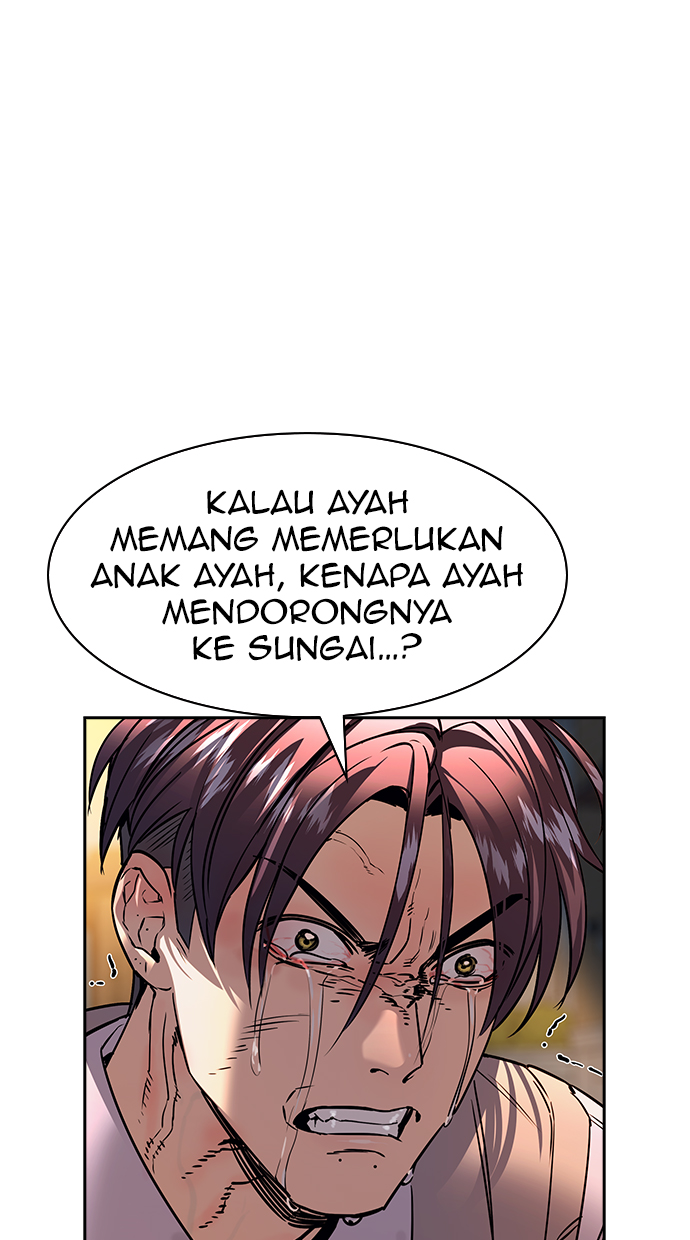 KALAU AYAH
MEMANG MEMERLUKAN
ANAK AYAH, KENAPA AYAH
MENDORONGNYA
KE SUNGAI...?